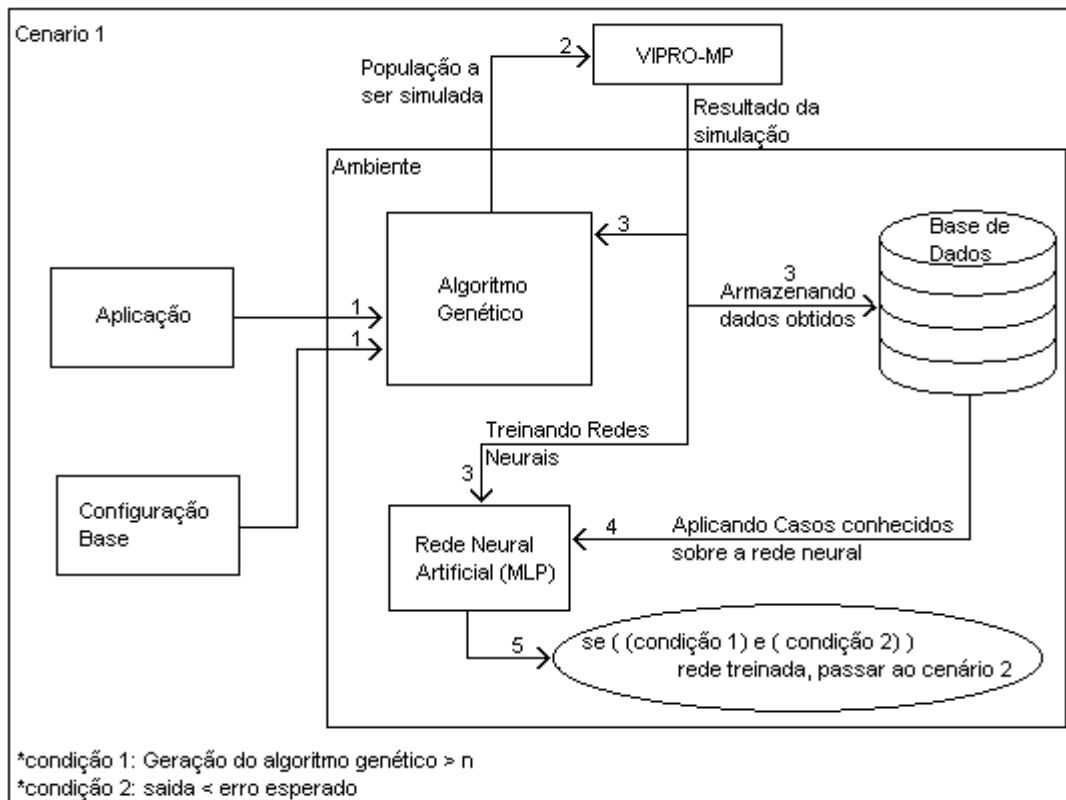 Cenario 1
2
VIPRO-MP
População a
ser simulada
Resultado da
simulação
Ambiente
3
Base de
Dados
Algoritmo
Genético
3
Armazenando
dados obtidos
Aplicação
1
1
Treinando Redes
Neurais
3
Configuração
Base
4
Aplicando Casos conhecidos
sobre a rede neural
Rede Neural
Artificial (MLP)
5
se ( (condição 1) e ( condição 2) )
rede treinada, passar ao cenário 2
*condição 1: Geração do algoritmo genético > n
*condição 2: saida < erro esperado